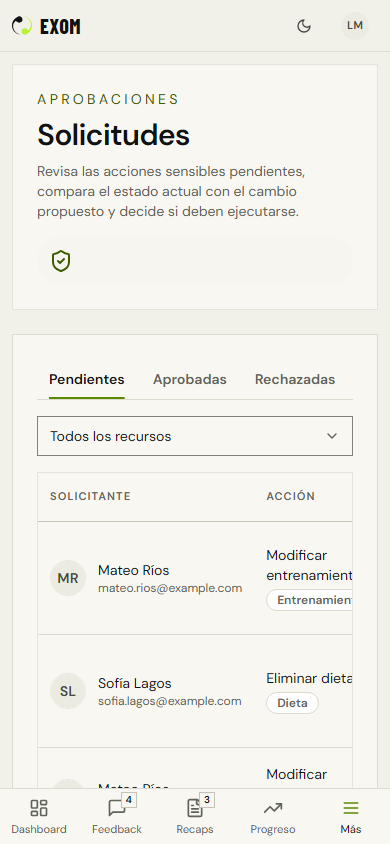 EXOM
LM
APROBACIONES
Solicitudes
Revisa las acciones sensibles pendientes,
compara el estado actual con el cambio
propuesto y decide si deben ejecutarse.
Pendientes Aprobadas Rechazadas
Todos los recursos
SOLICITANTE ACCIÓN
MR
Mateo Ríos
mateo.rios@example.com
Modificar
entrenamient
Entrenamien
SL
Sofía Lagos
sofia.lagos@example.com
Eliminar dieta
Dieta
Mateo Ríos
Modificar
4
3
Dashboard Feedback Recaps Progreso Más